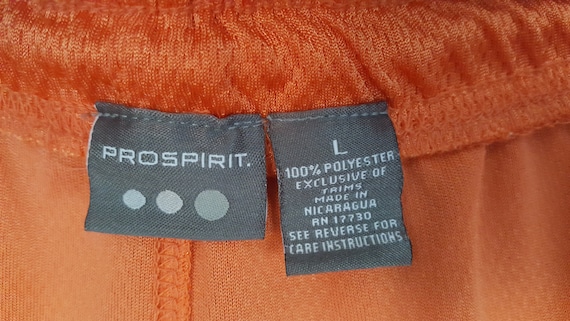 PROSPIRIT.
L
100% POLYESTER
EXCLUSIVE OF
TRIMS
MADE IN
NICARAGUA
RN 17730
SEE REVERSE FOR
CARE INSTRUCTIONS.